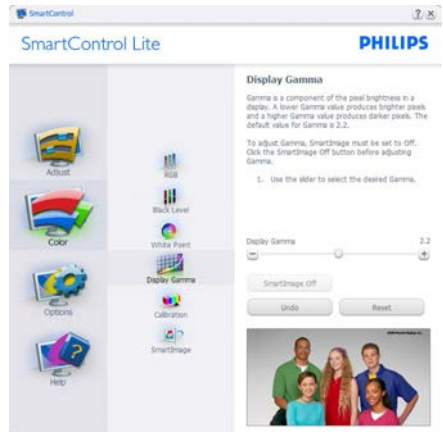 SmartControl
SmartControl Lite
PHILIPS
Adjust
Color
Options
Help
RGB
Black Level
White Point
Display Gamma
Calibration
SmartImage
Display Gamma
Gamma is a component of the pixel brightness in a
display. A lower Gamma value produces brighter pixels
and a higher Gamma value produces darker pixels. The
default value for Gamma is 2.2.
To adjust Gamma, SmartImage must be set to Off.
Click the SmartImage Off button before adjusting
Gamma.
1. Use the slider to select the desired Gamma.
Display Gamma 2.2
SmartImage Off
Undo Reset